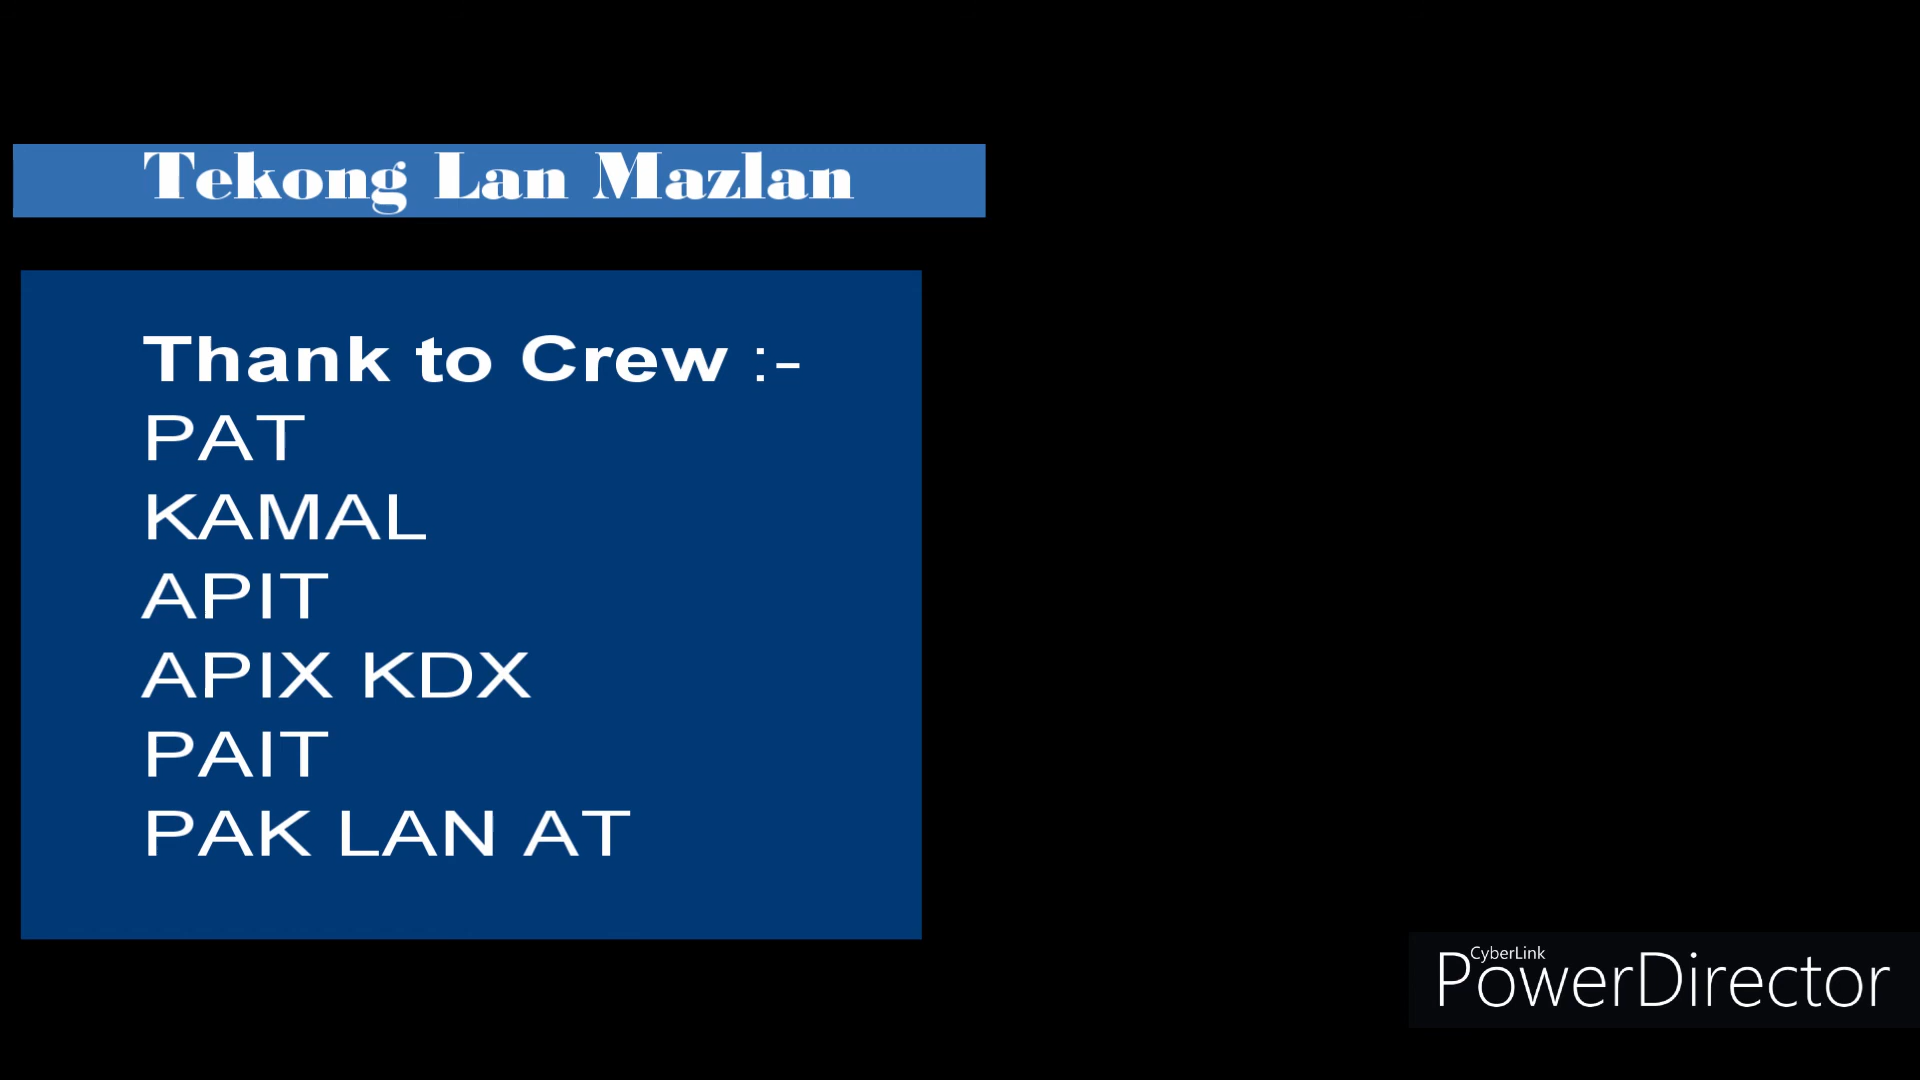 Tekong Lan Mazlan
Thank to Crew :-
PAT
KAMAL
APIT
APIX KDX
PAIT
PAK LAN AT
CyberLink
PowerDirector